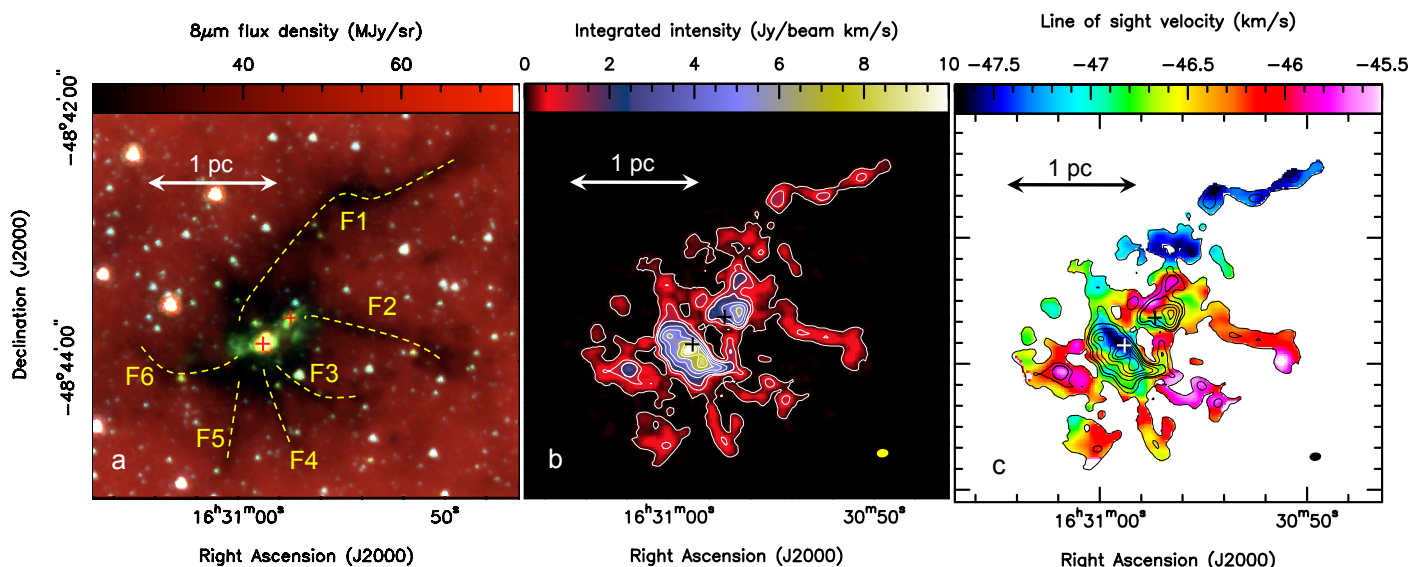 8μm flux density (MJy/sr)
40 60
Integrated intensity (Jy/beam km/s)
0 2 4 6 8 10
Line of sight velocity (km/s)
−47.5 −47 −46.5 −46 −45.5
Declination (J2000)
−48°42'00"
−48°44'00"
1 pc
F1
F2
F3
F4
F5
F6
a
16ʰ31ᵐ00ˢ 50ˢ
Right Ascension (J2000)
1 pc
b
16ʰ31ᵐ00ˢ 30ᵐ50ˢ
Right Ascension (J2000)
1 pc
c
16ʰ31ᵐ00ˢ 30ᵐ50ˢ
Right Ascension (J2000)